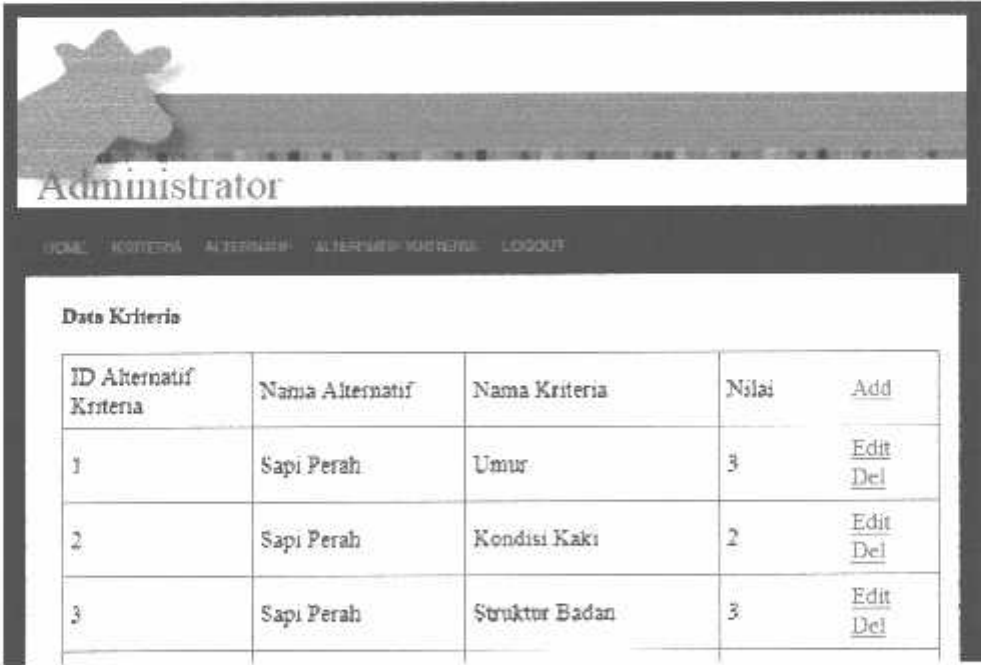 Administrator
HOME KRITERIA ALTERNATIF ALTERNATIF KRITERIA LOGOUT
Data Kriteria
ID Alternatif Kriteria Nama Alternatif Nama Kriteria Nilai Add
1 Sapi Perah Umur 3 Edit Del
2 Sapi Perah Kondisi Kaki 2 Edit Del
3 Sapi Perah Struktur Badan 3 Edit Del